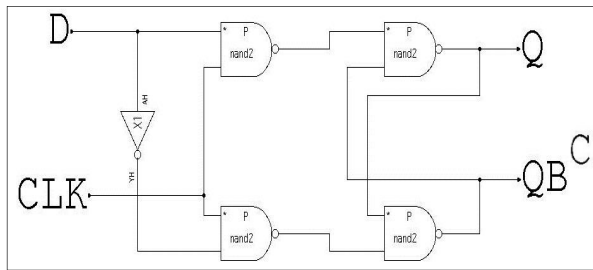 D
* P
nand2
* P
nand2
Q
AH
X1
YH
CLK
QB
C
* P
nand2
* P
nand2